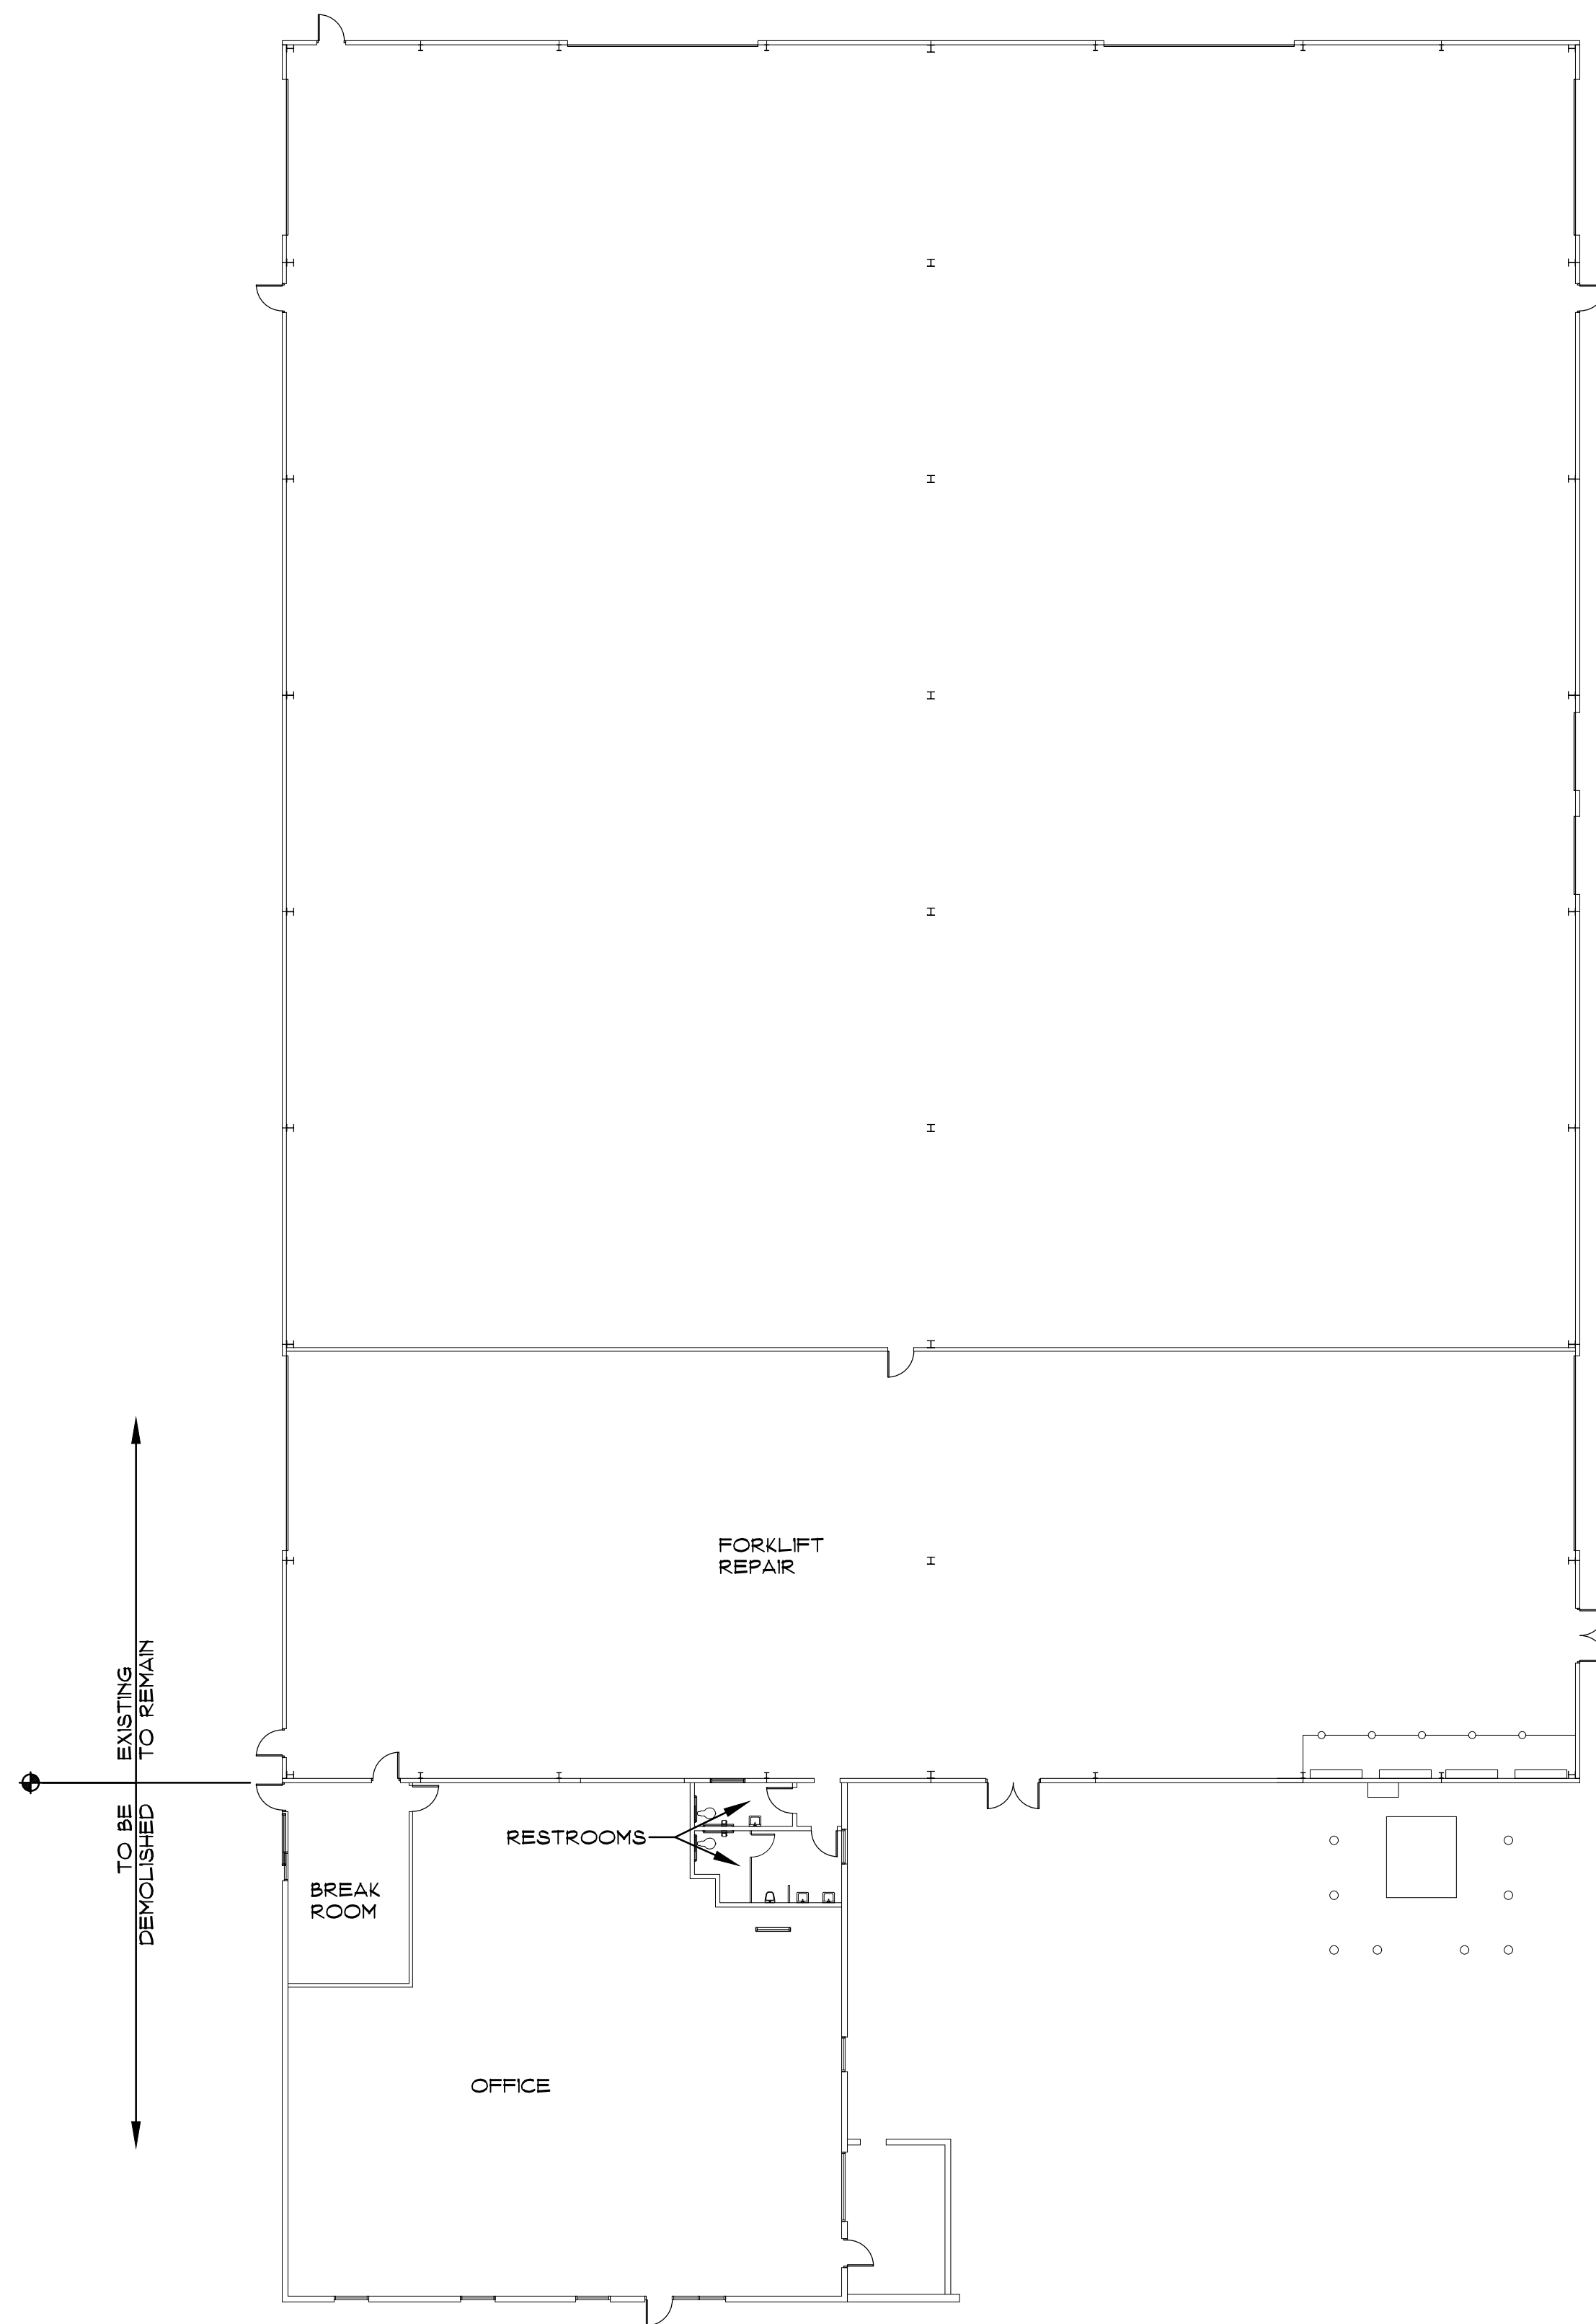 FORKLIFT
REPAIR
EXISTING
TO REMAIN
TO BE
DEMOLISHED
RESTROOMS
BREAK
ROOM
OFFICE